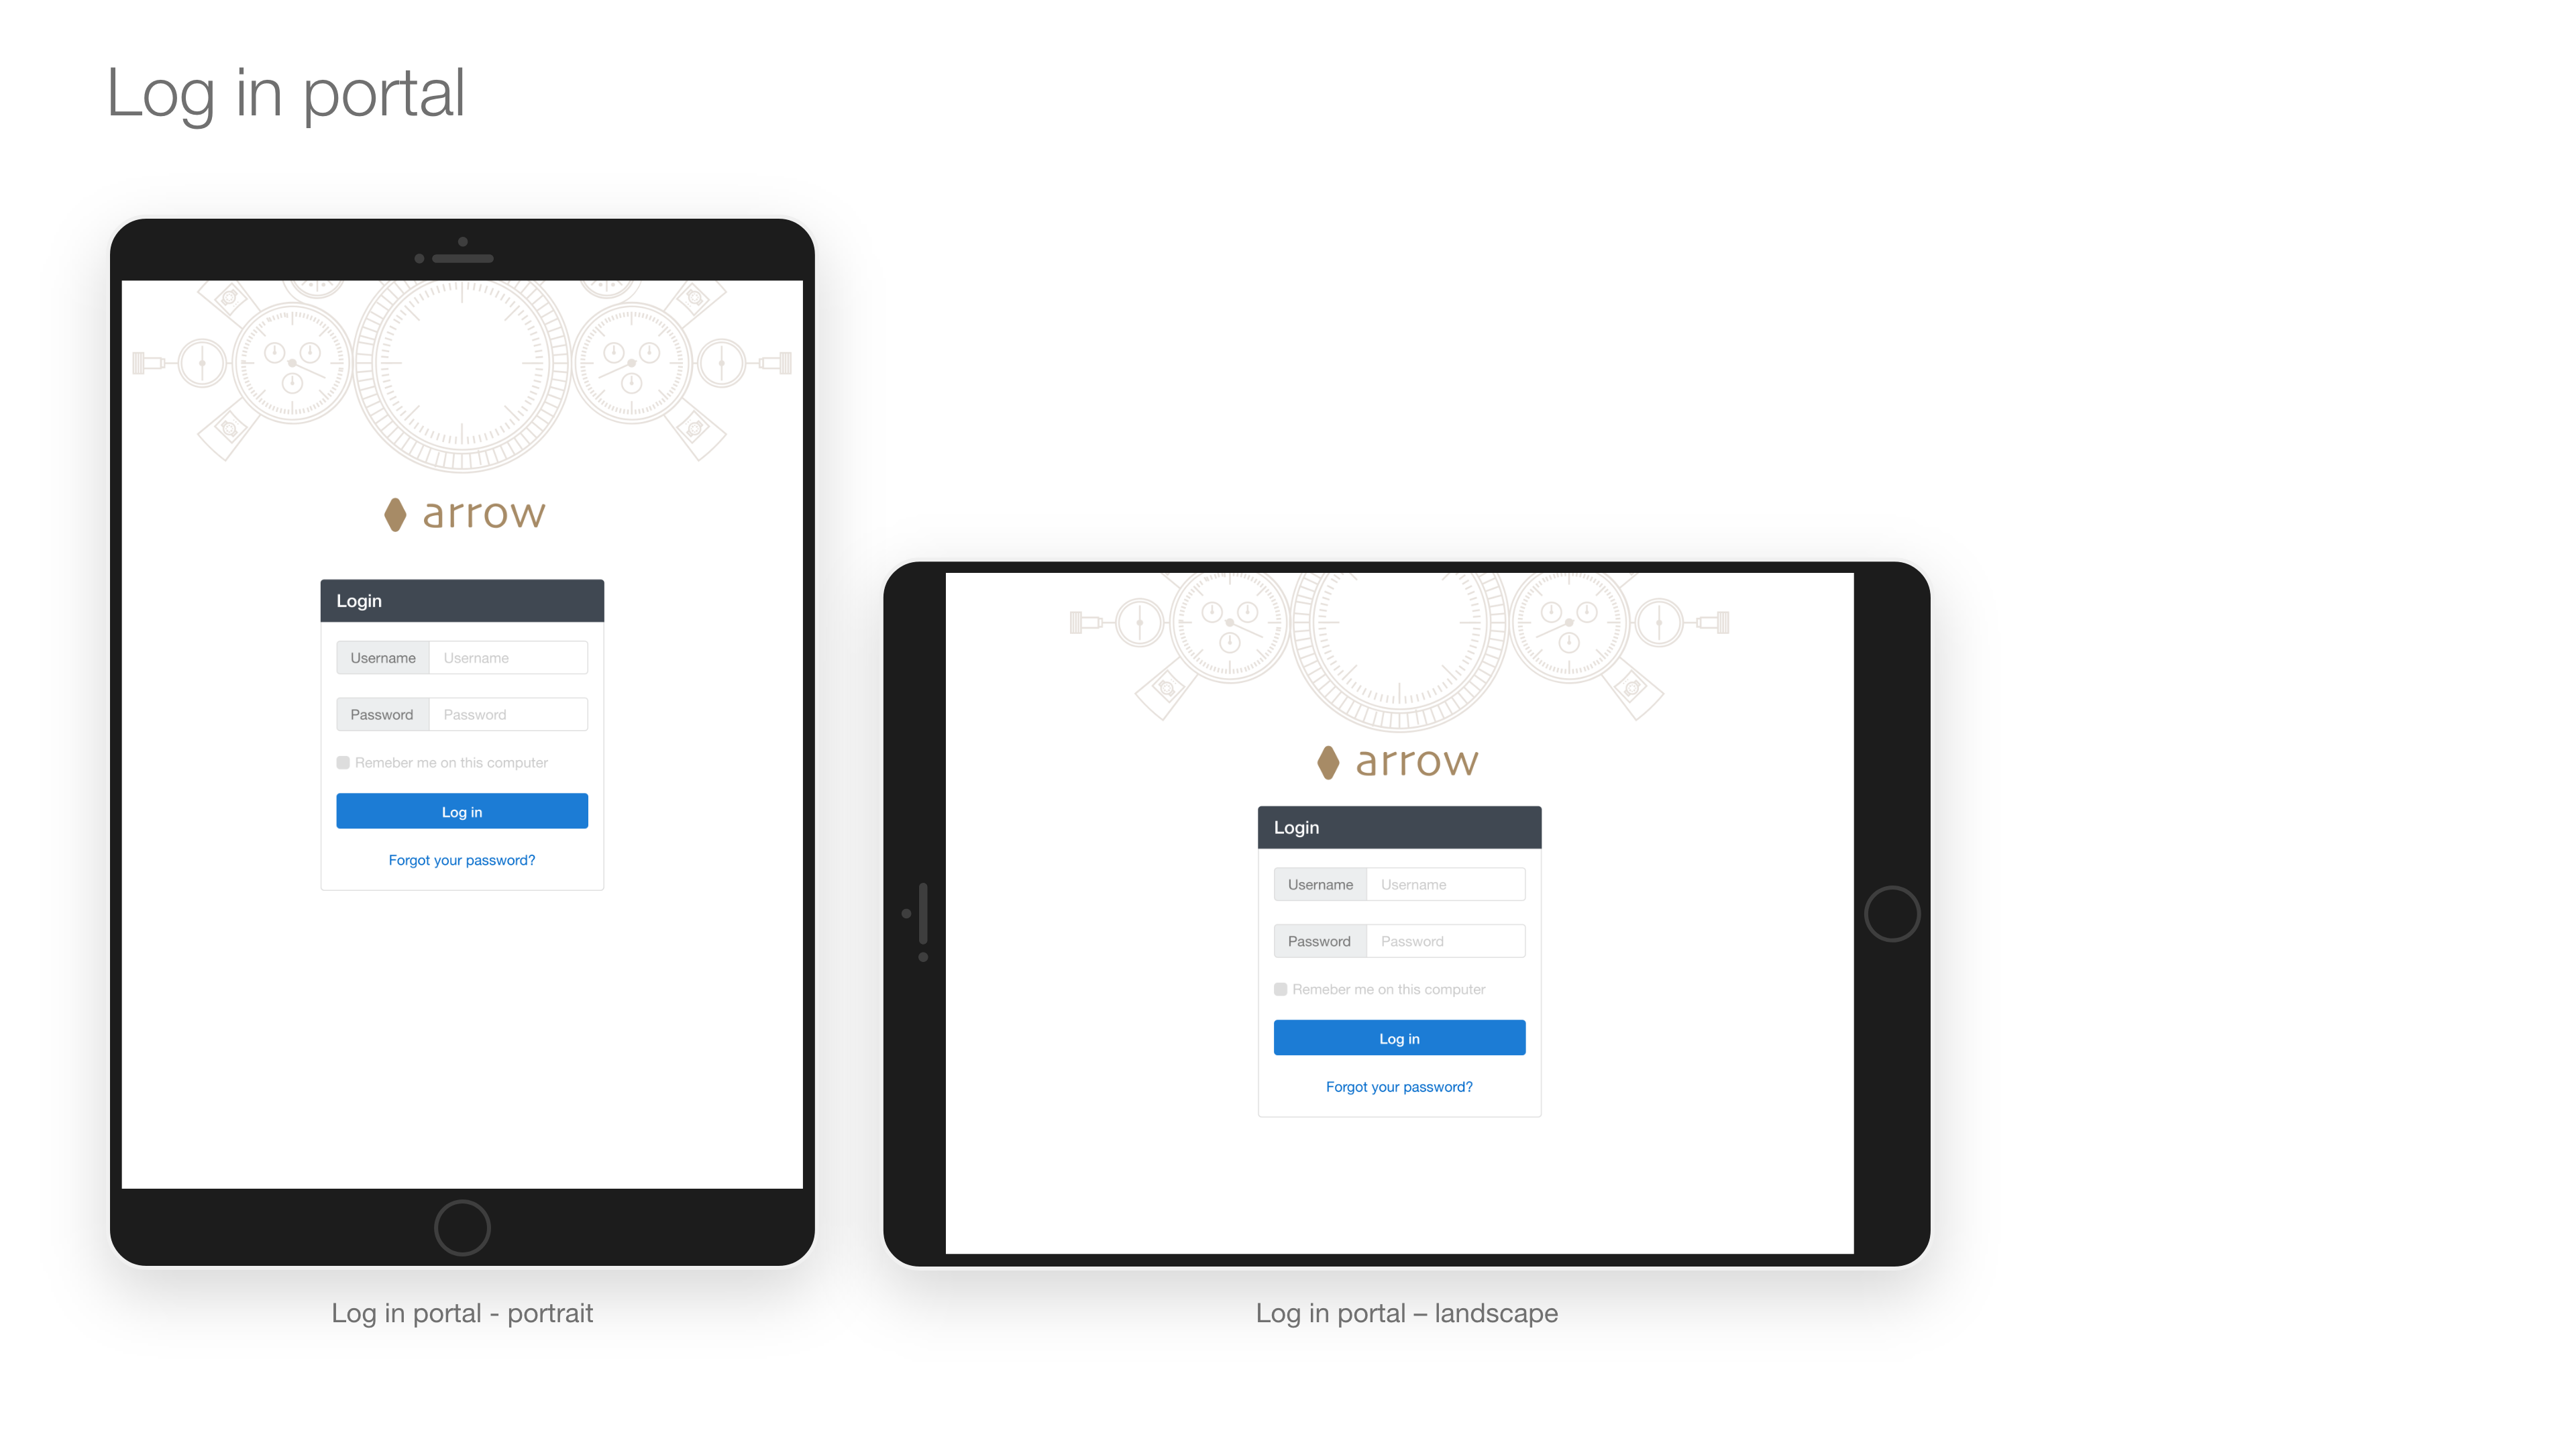 Log in portal
arrow
Login
Username Username
Password Password
Remeber me on this computer
Log in
Forgot your password?
Log in portal - portrait
arrow
Login
Username Username
Password Password
Remeber me on this computer
Log in
Forgot your password?
Log in portal – landscape